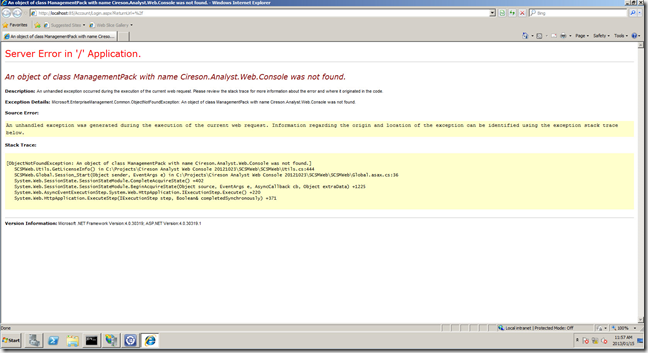 An object of class ManagementPack with name Cireson.Analyst.Web.Console was not found. - Windows Internet Explorer
http://localhost:85/Account/Login.aspx?ReturnUrl=%2f
Bing
Favorites Suggested Sites Web Slice Gallery
An object of class ManagementPack with name Cireso...
Page Safety Tools
Server Error in '/' Application.
An object of class ManagementPack with name Cireson.Analyst.Web.Console was not found.
Description: An unhandled exception occurred during the execution of the current web request. Please review the stack trace for more information about the error and where it originated in the code.
Exception Details: Microsoft.EnterpriseManagement.Common.ObjectNotFoundException: An object of class ManagementPack with name Cireson.Analyst.Web.Console was not found.
Source Error:
An unhandled exception was generated during the execution of the current web request. Information regarding the origin and location of the exception can be identified using the exception stack trace
below.
Stack Trace:
[ObjectNotFoundException: An object of class ManagementPack with name Cireson.Analyst.Web.Console was not found.]
SCSMWeb.Utils.GetLicenseInfo() in C:\Projects\Cireson Analyst Web Console 20121023\SCSMWeb\SCSMWeb\Utils.cs:444
SCSMWeb.Global.Session_Start(Object sender, EventArgs e) in C:\Projects\Cireson Analyst Web Console 20121023\SCSMWeb\SCSMWeb\Global.asax.cs:36
System.Web.SessionState.SessionStateModule.CompleteAcquireState() +402
System.Web.SessionState.SessionStateModule.BeginAcquireState(Object source, EventArgs e, AsyncCallback cb, Object extraData) +1225
System.Web.AsyncEventExecutionStep.System.Web.HttpApplication.IExecutionStep.Execute() +220
System.Web.HttpApplication.ExecuteStep(IExecutionStep step, Boolean& completedSynchronously) +371
Version Information: Microsoft .NET Framework Version:4.0.30319; ASP.NET Version:4.0.30319.1
Done
Local intranet | Protected Mode: Off
100%
Start
11:57 AM
2013/01/15